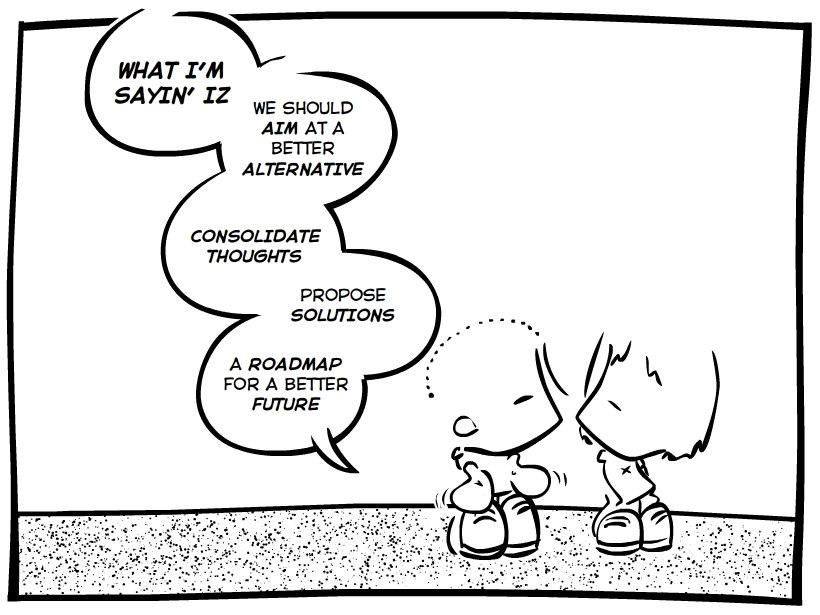 WHAT I'M
SAYIN' IZ
WE SHOULD
AIM AT A
BETTER
ALTERNATIVE
CONSOLIDATE
THOUGHTS
PROPOSE
SOLUTIONS
A ROADMAP
FOR A BETTER
FUTURE